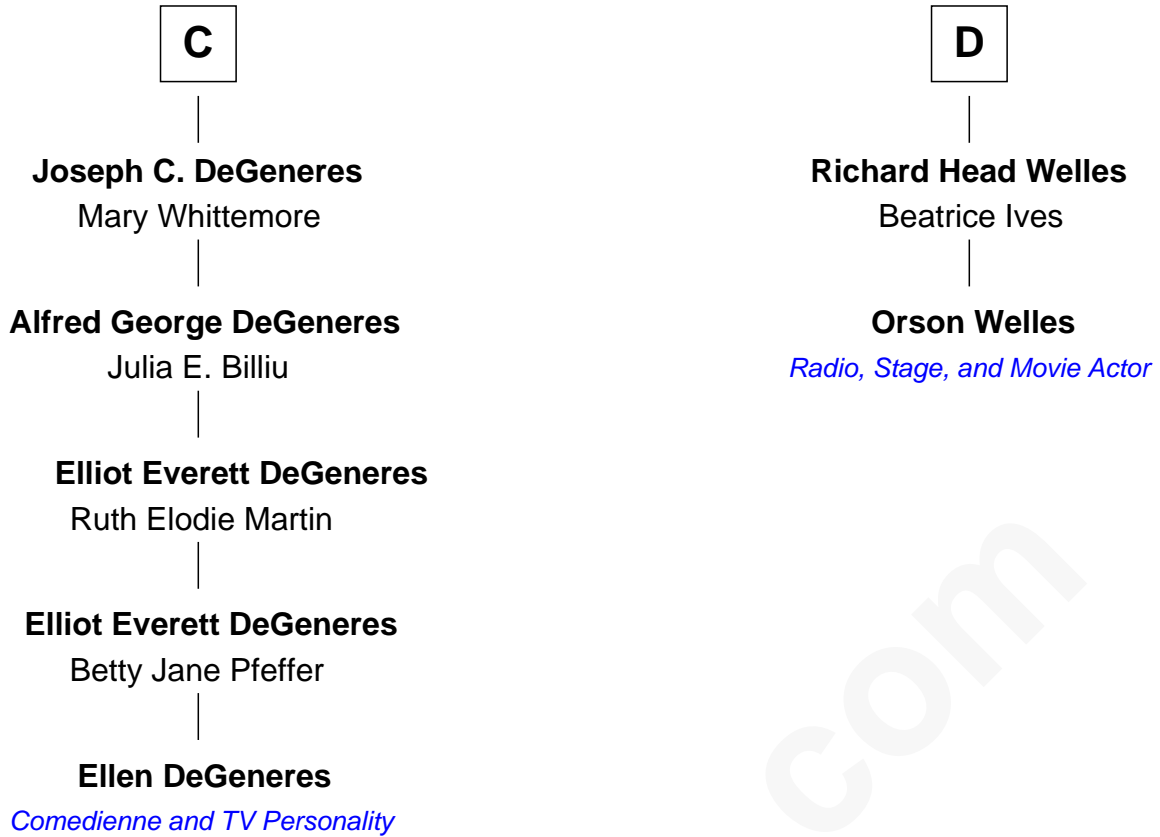 C
Joseph C. DeGeneres
Mary Whittemore
Alfred George DeGeneres
Julia E. Billiu
Elliot Everett DeGeneres
Ruth Elodie Martin
Elliot Everett DeGeneres
Betty Jane Pfeffer
Ellen DeGeneres
Comedienne and TV Personality
D
Richard Head Welles
Beatrice Ives
Orson Welles
Radio, Stage, and Movie Actor
com